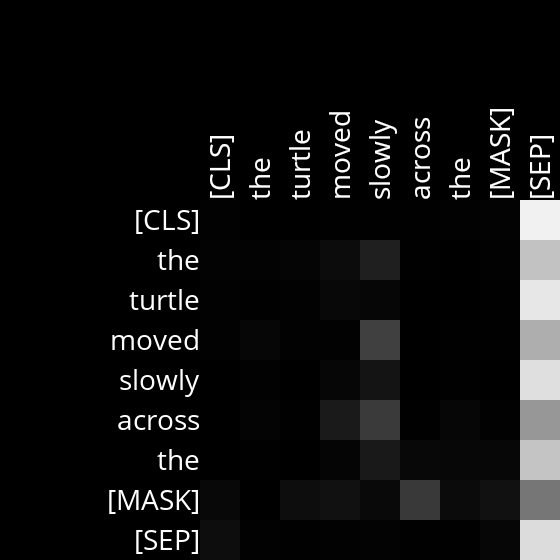 [CLS] the turtle moved slowly across the [MASK] [SEP]
[CLS]
the
turtle
moved
slowly
across
the
[MASK]
[SEP]